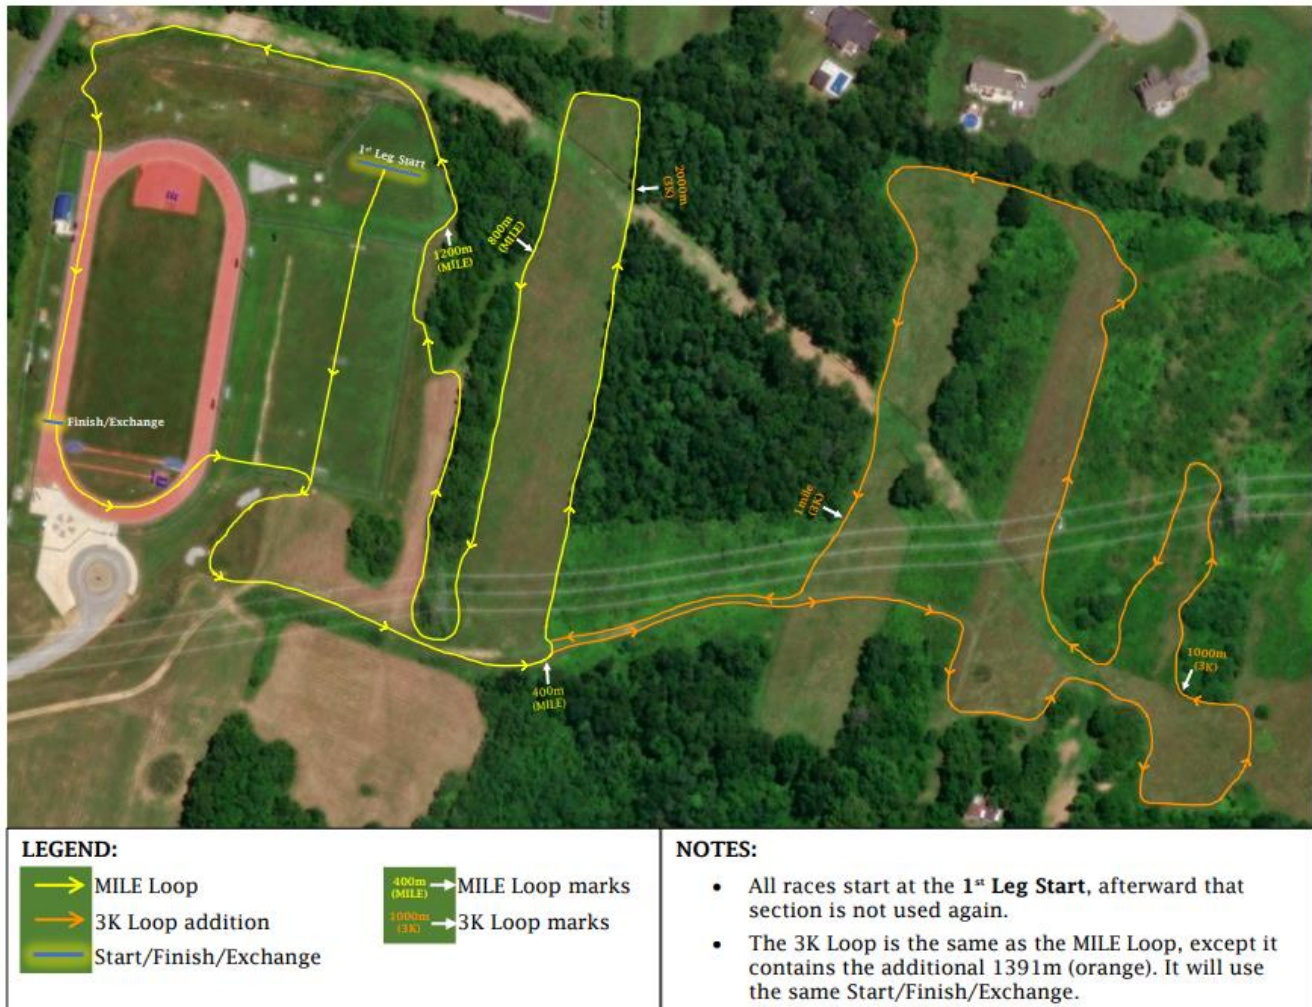 1st Leg Start
2000m
(3K)
800m
(MILE)
1200m
(MILE)
Finish/Exchange
1mile
(3K)
1000m
(3K)
400m
(MILE)
LEGEND:
MILE Loop
3K Loop addition
Start/Finish/Exchange
400m
(MILE)
MILE Loop marks
1000m
(3K)
3K Loop marks
NOTES:
• All races start at the 1st Leg Start, afterward that
section is not used again.
• The 3K Loop is the same as the MILE Loop, except it
contains the additional 1391m (orange). It will use
the same Start/Finish/Exchange.